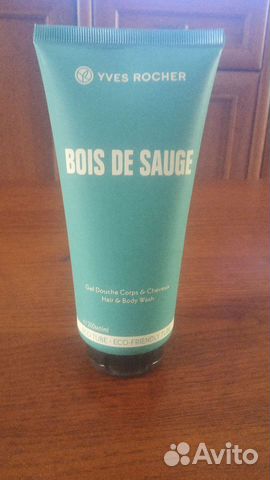 YVES ROCHER
BOIS DE SAUGE
Gel Douche Corps & Cheveux
Hair & Body Wash
200ml
ECO-FRIENDLY
Avito